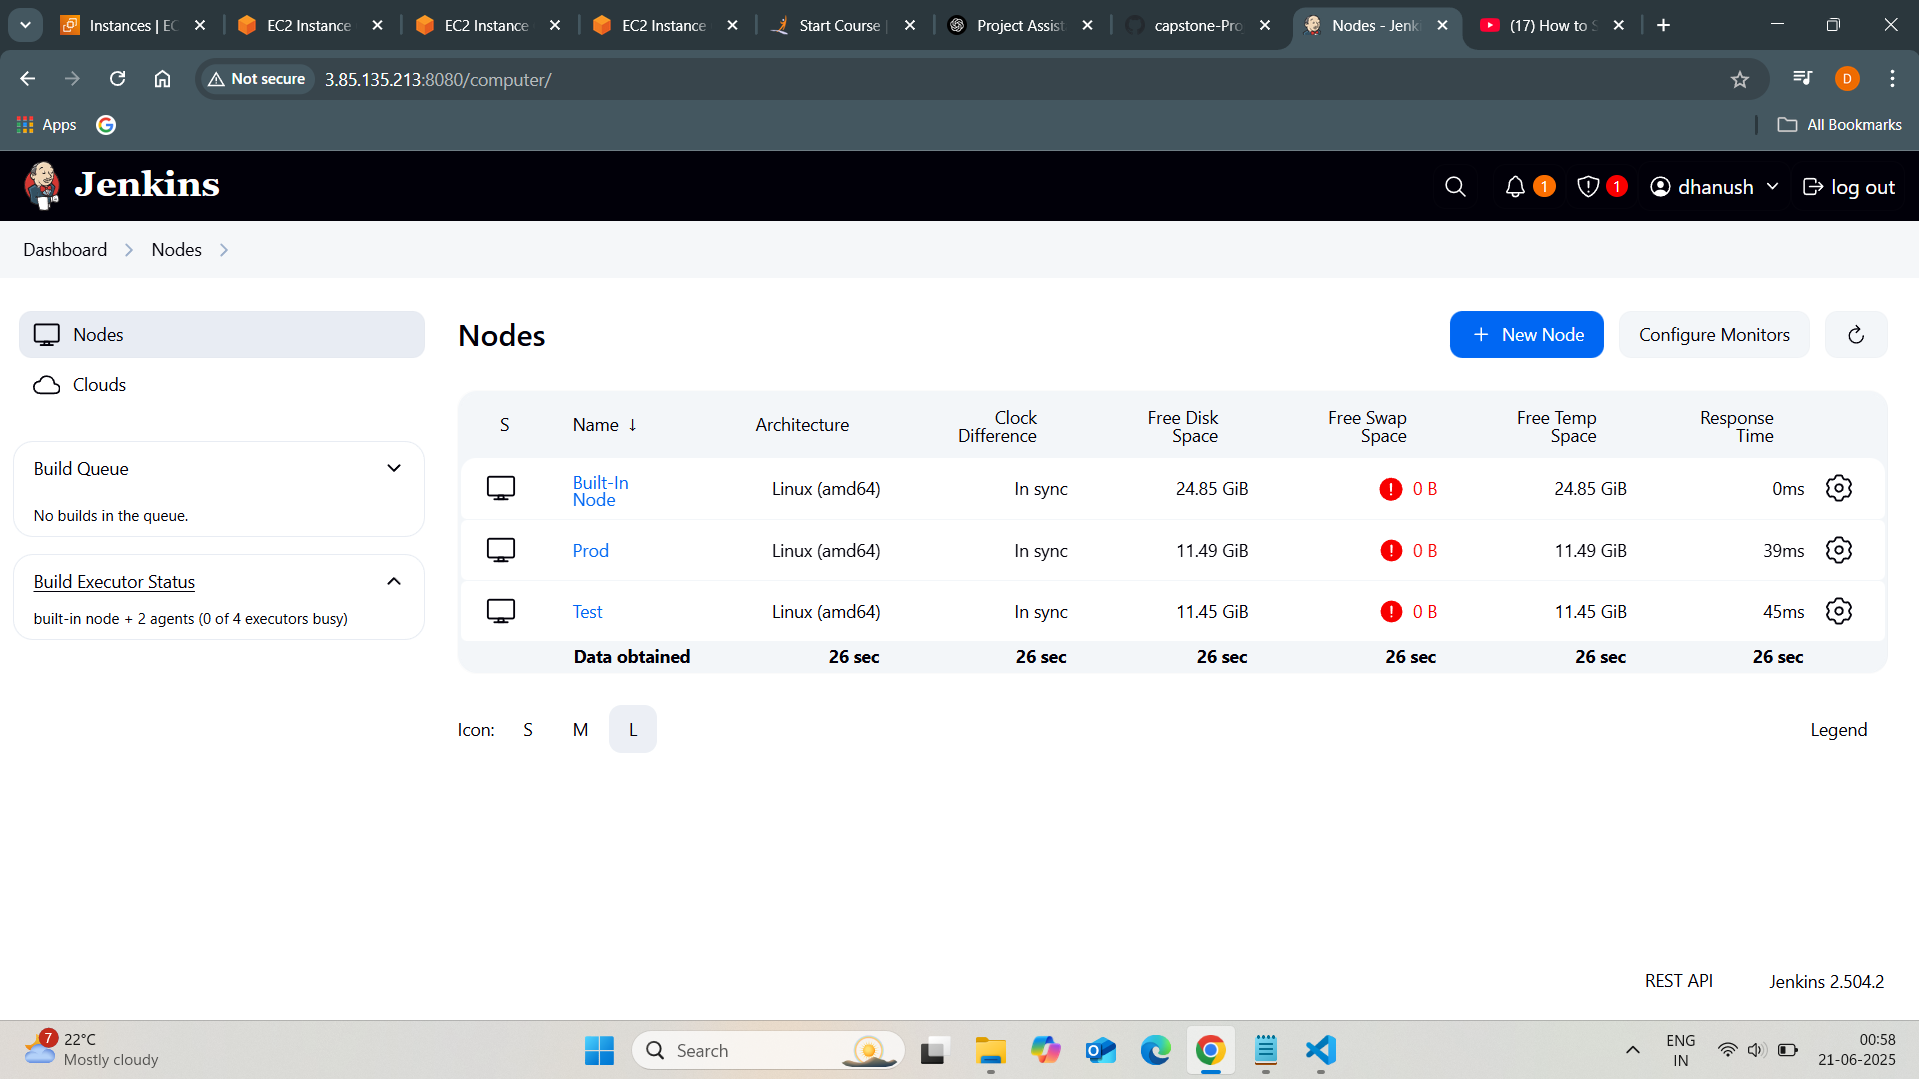 Instances | EC
EC2 Instance
EC2 Instance
EC2 Instance
Start Course |
Project Assist
capstone-Pro
Nodes - Jenki
(17) How to S
Not secure
3.85.135.213:8080/computer/
D
Apps
All Bookmarks
Jenkins
1
1
dhanush
log out
Dashboard
Nodes
Nodes
Clouds
Build Queue
No builds in the queue.
Build Executor Status
built-in node + 2 agents (0 of 4 executors busy)
Nodes
+ New Node
Configure Monitors
S Name ↓ Architecture Clock Difference Free Disk Space Free Swap Space Free Temp Space Response Time
Built-In Node Linux (amd64) In sync 24.85 GiB 0 B 24.85 GiB 0ms
Prod Linux (amd64) In sync 11.49 GiB 0 B 11.49 GiB 39ms
Test Linux (amd64) In sync 11.45 GiB 0 B 11.45 GiB 45ms
Data obtained 26 sec 26 sec 26 sec 26 sec 26 sec 26 sec
Icon: S M L
Legend
REST API
Jenkins 2.504.2
7
22°C
Mostly cloudy
Search
ENG
IN
00:58
21-06-2025